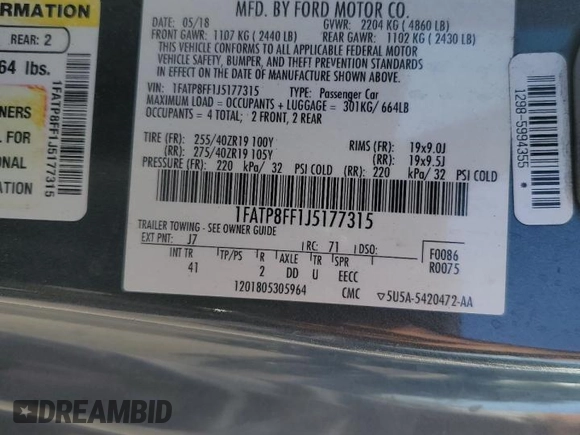 FORMATION
REAR: 2
64 lbs.
1FATP8FF1J5177315
OWNERS
L FOR
ONAL
MFD. BY FORD MOTOR CO.
DATE: 05/18 GVWR: 2204 KG ( 4860 LB)
FRONT GAWR: 1107 KG ( 2440 LB) REAR GAWR: 1102 KG ( 2430 LB)
THIS VEHICLE CONFORMS TO ALL APPLICABLE FEDERAL MOTOR
VEHICLE SAFETY, BUMPER, AND THEFT PREVENTION STANDARDS
IN EFFECT ON THE DATE OF MANUFACTURE SHOWN ABOVE.
VIN: 1FATP8FF1J5177315 TYPE: Passenger Car
MAXIMUM LOAD = OCCUPANTS + LUGGAGE = 301KG/ 664LB
OCCUPANTS = 4 TOTAL; 2 FRONT, 2 REAR
TIRE (FR): 255/40ZR19 100Y RIMS (FR): 19x9.0J
(RR): 275/40ZR19 105Y (RR): 19x9.5J
PRESSURE (FR): 220 kPa/ 32 PSI COLD (RR): 220 kPa/ 32 PSI COLD
1FATP8FF1J5177315
TRAILER TOWING - SEE OWNER GUIDE
EXT PNT: J7 RC: 71 DSO:
F0086
R0075
INT TR TP/PS R AXLE TR SPR
41 2 DD U EECC
1201805305964 CMC ▽5U5A-5420472-AA
1298-5994355
DREAMBID